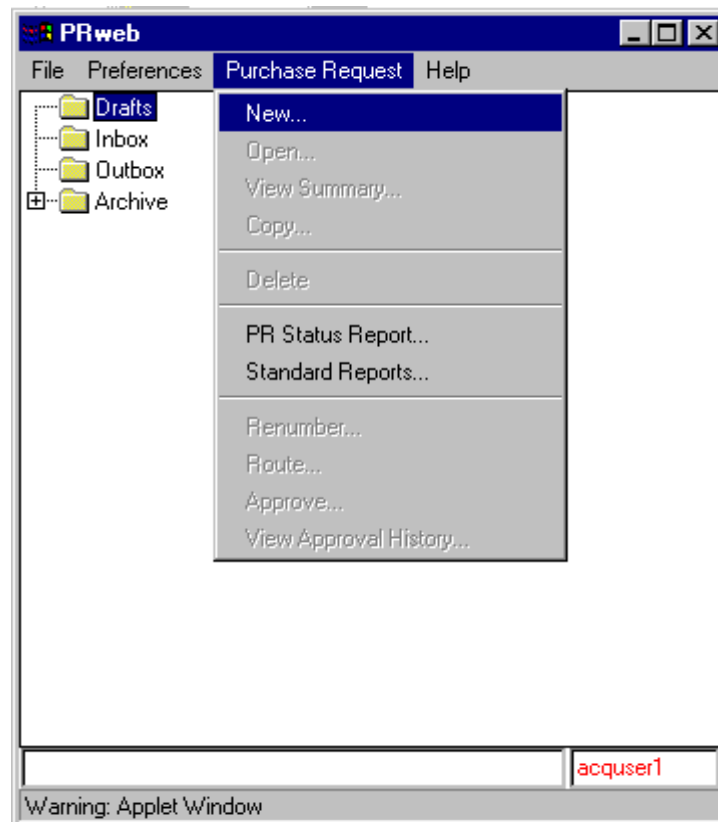 PRweb
File Preferences Purchase Request Help
Drafts
Inbox
Outbox
Archive
New...
Open...
View Summary...
Copy...
Delete
PR Status Report...
Standard Reports...
Renumber...
Route...
Approve...
View Approval History...
acquser1
Warning: Applet Window